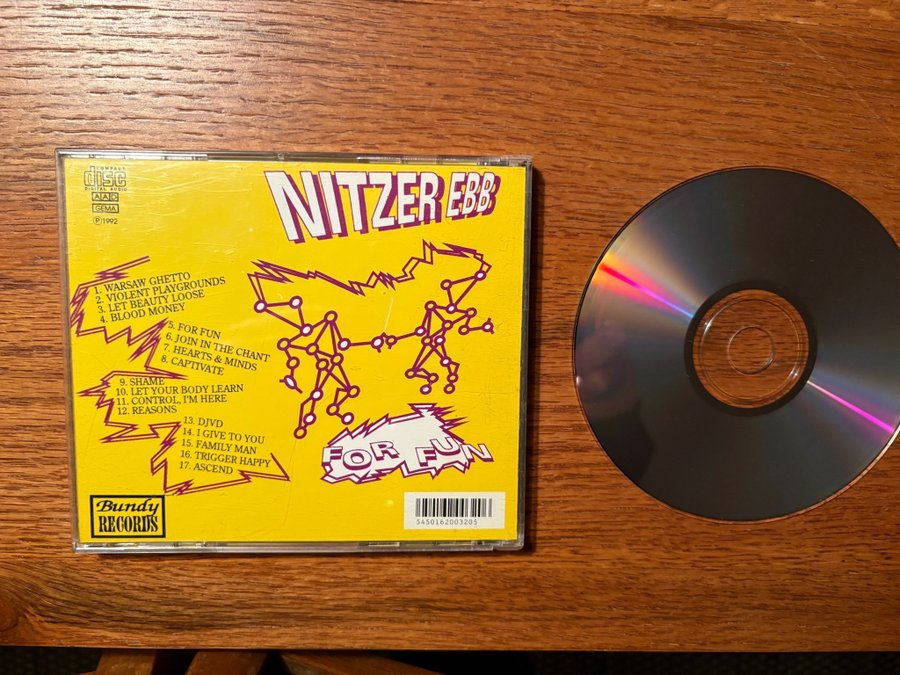 COMPACT
disc
DIGITAL AUDIO
AAD
GEMA
Ⓟ1992
NITZER EBB
1. WARSAW GHETTO
2. VIOLENT PLAYGROUNDS
3. LET BEAUTY LOOSE
4. BLOOD MONEY
5. FOR FUN
6. JOIN IN THE CHANT
7. HEARTS & MINDS
8. CAPTIVATE
9. SHAME
10. LET YOUR BODY LEARN
11. CONTROL, I'M HERE
12. REASONS
13. DJVD
14. I GIVE TO YOU
15. FAMILY MAN
16. TRIGGER HAPPY
17. ASCEND
FOR FUN
Bundy
RECORDS
5450162003205